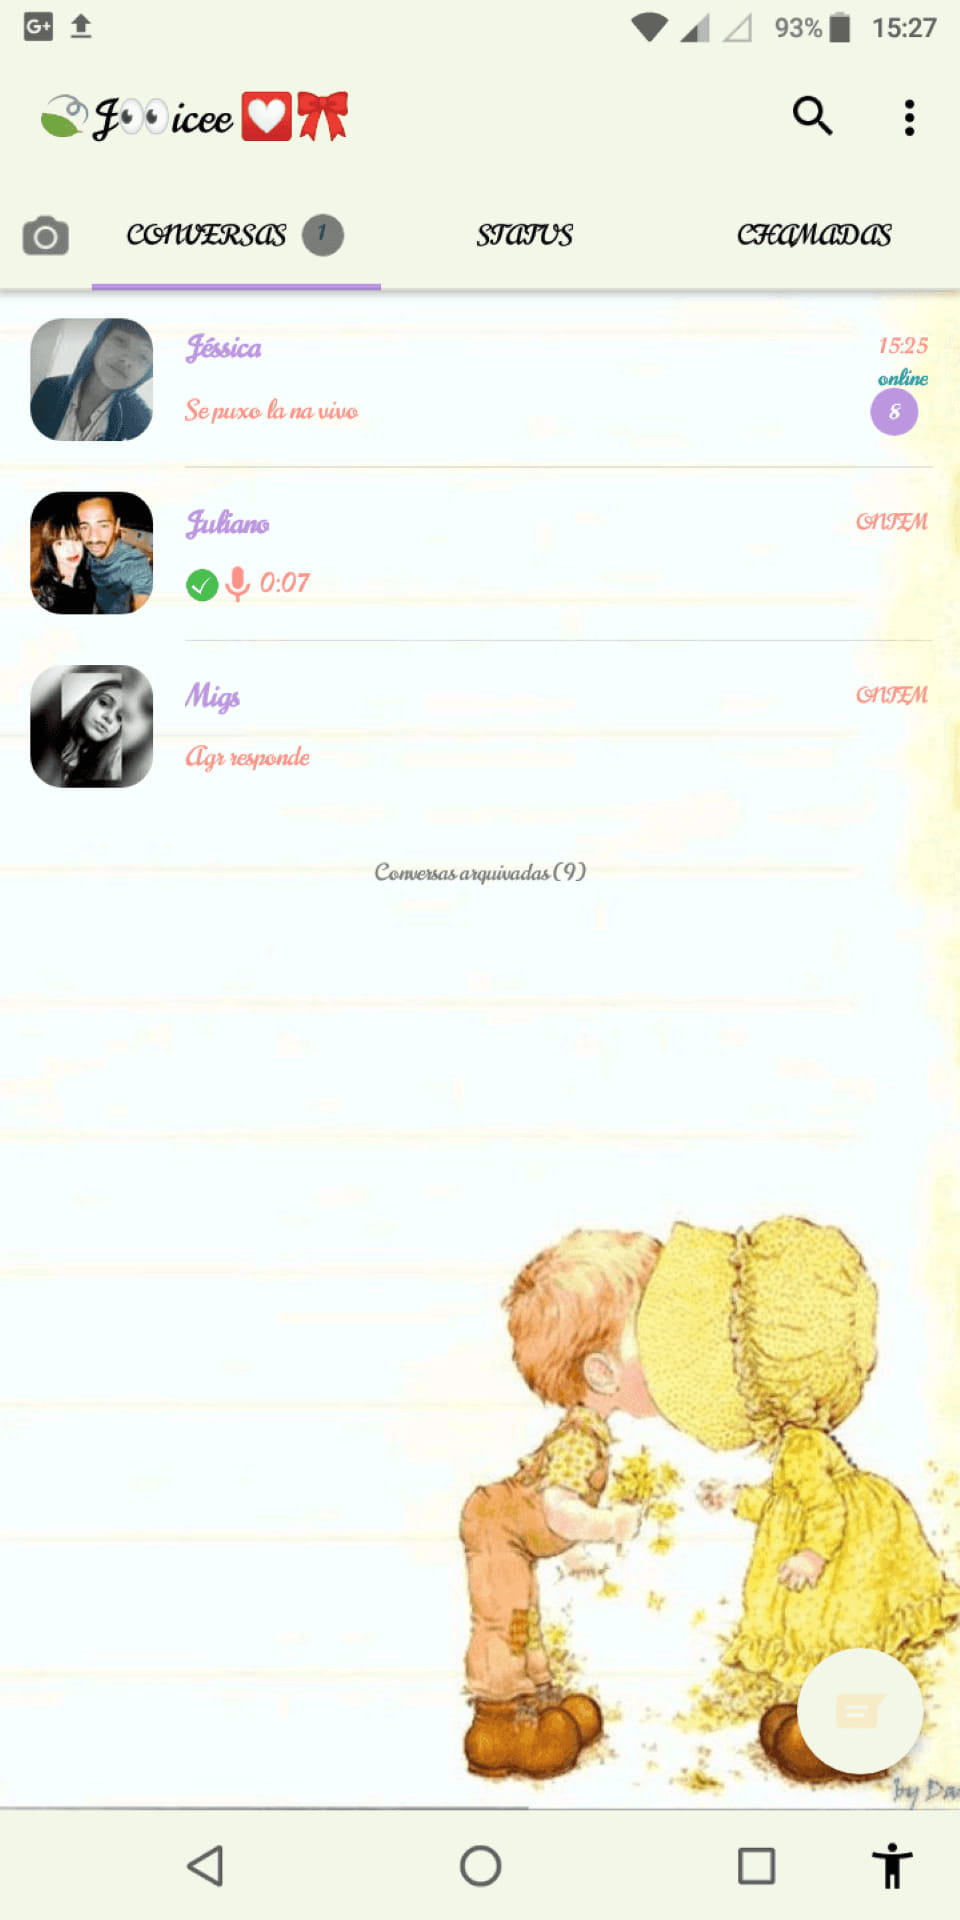 G+ 93% 15:27
J👀icee
CONVERSAS 1 STATUS CHAMADAS
Jéssica 15:25
online
Se puxo la na vivo 8
Juliano ONTEM
0:07
Migs ONTEM
Agr responde
Conversas arquivadas (9)
by